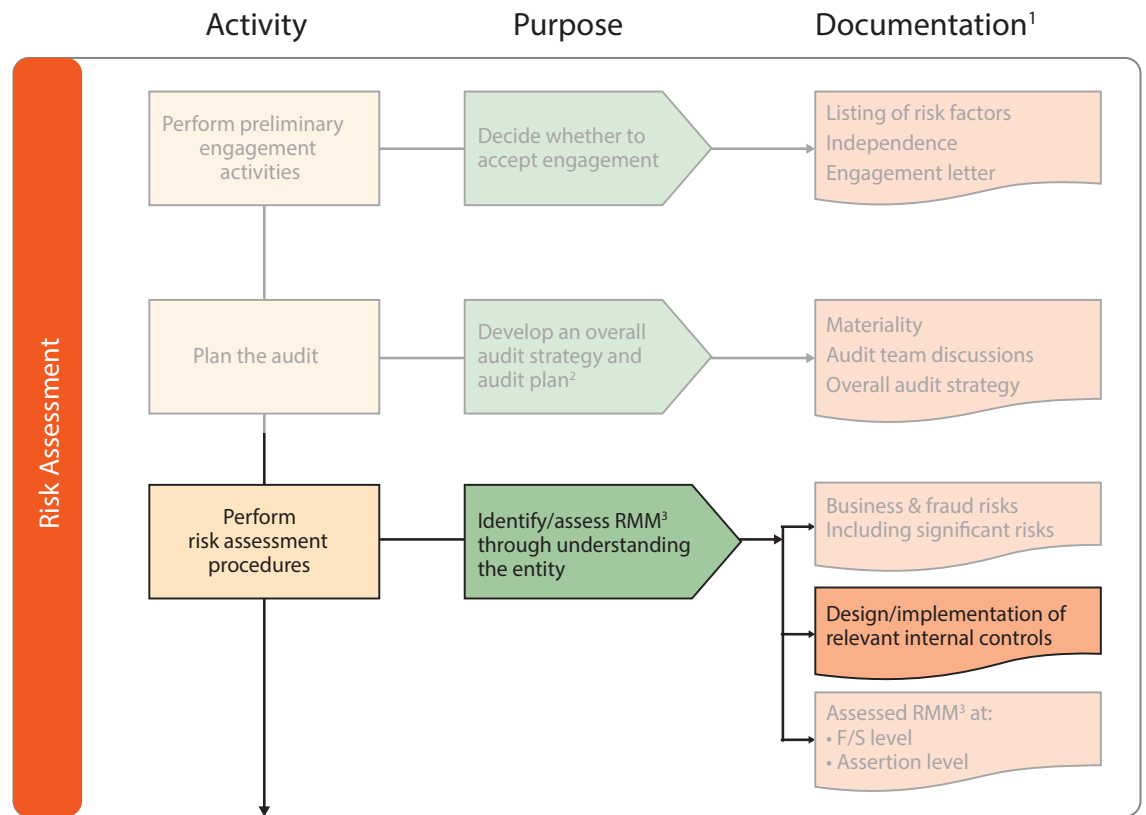 Activity
Purpose
Documentation¹
Risk Assessment
Perform preliminary
engagement
activities
Decide whether to
accept engagement
Listing of risk factors
Independence
Engagement letter
Plan the audit
Develop an overall
audit strategy and
audit plan²
Materiality
Audit team discussions
Overall audit strategy
Perform
risk assessment
procedures
Identify/assess RMM³
through understanding
the entity
Business & fraud risks
Including significant risks
Design/implementation of
relevant internal controls
Assessed RMM³ at:
• F/S level
• Assertion level